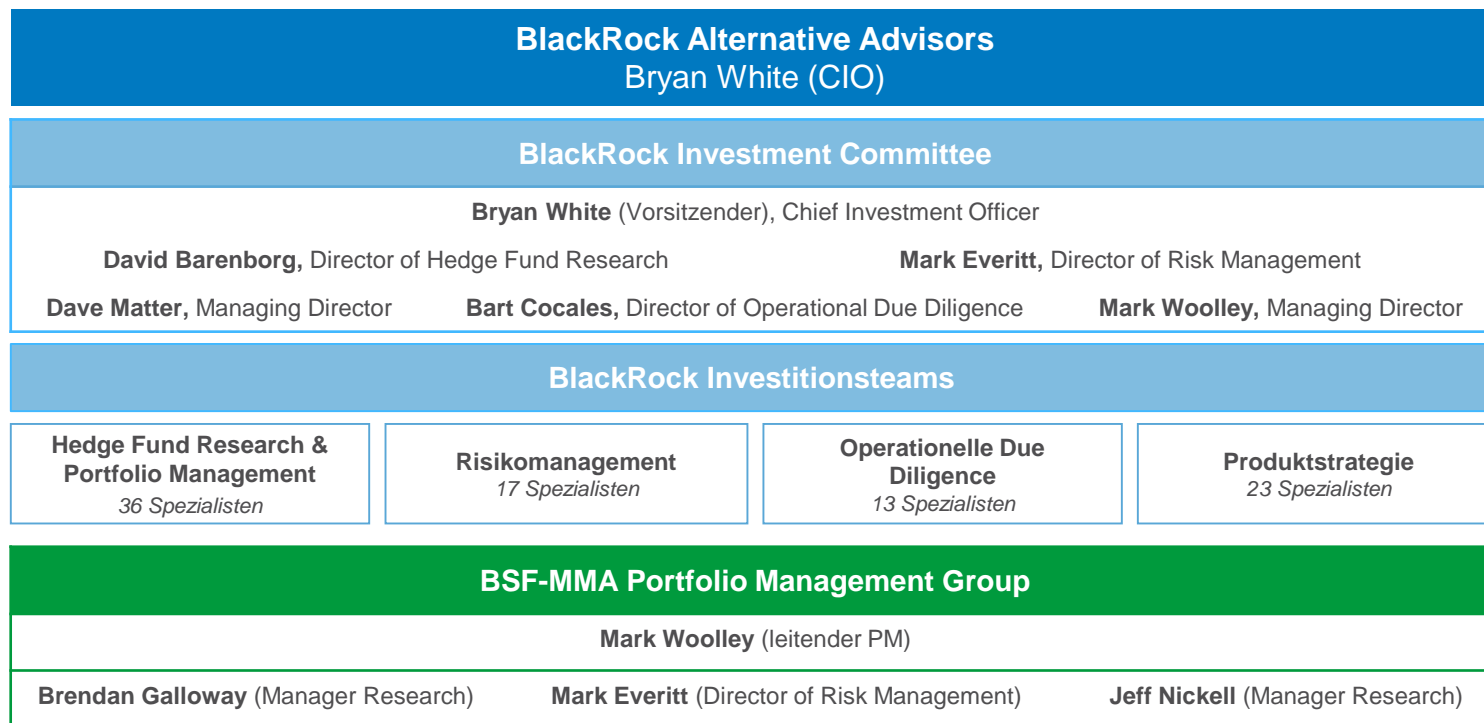 BlackRock Alternative Advisors
Bryan White (CIO)
BlackRock Investment Committee
Bryan White (Vorsitzender), Chief Investment Officer
David Barenborg, Director of Hedge Fund Research
Mark Everitt, Director of Risk Management
Dave Matter, Managing Director
Bart Cocales, Director of Operational Due Diligence
Mark Woolley, Managing Director
BlackRock Investitionsteams
Hedge Fund Research &
Portfolio Management
36 Spezialisten
Risikomanagement
17 Spezialisten
Operationelle Due
Diligence
13 Spezialisten
Produktstrategie
23 Spezialisten
BSF-MMA Portfolio Management Group
Mark Woolley (leitender PM)
Brendan Galloway (Manager Research)
Mark Everitt (Director of Risk Management)
Jeff Nickell (Manager Research)